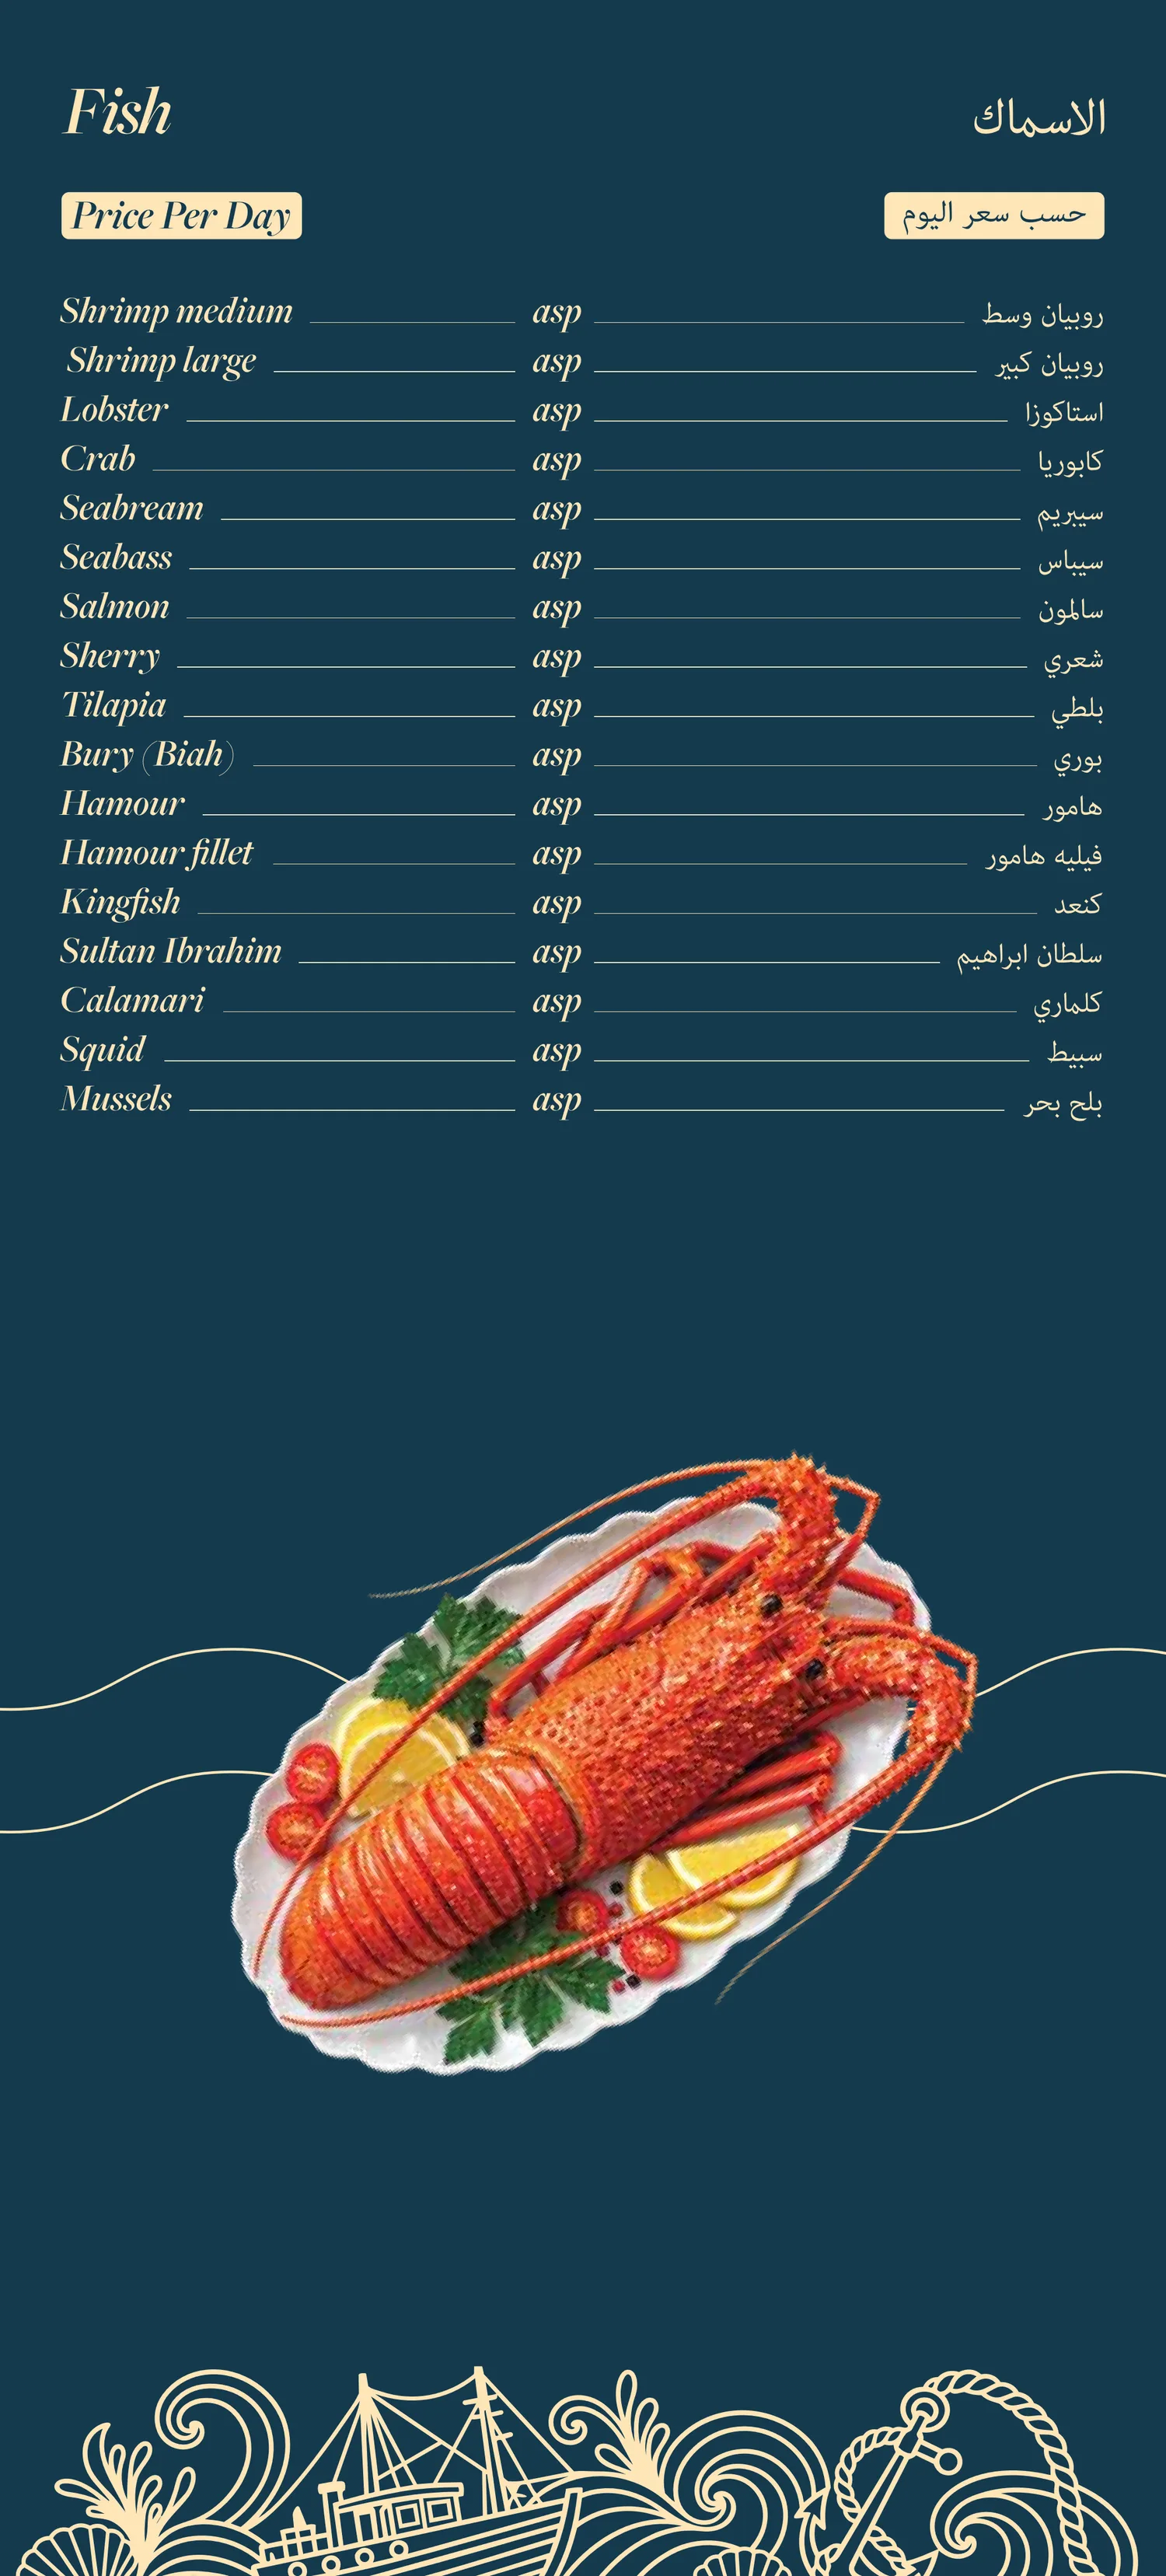 Fish الاسماك
Price Per Day حسب سعر اليوم
Shrimp medium asp روبيان وسط
Shrimp large asp روبيان كبير
Lobster asp استاكوزا
Crab asp كابوريا
Seabream asp سيبريم
Seabass asp سيباس
Salmon asp سالمون
Sherry asp شعري
Tilapia asp بلطي
Bury (Biah) asp بوري
Hamour asp هامور
Hamour fillet asp فيليه هامور
Kingfish asp كنعد
Sultan Ibrahim asp سلطان ابراهيم
Calamari asp كلماري
Squid asp سبيط
Mussels asp بلح بحر